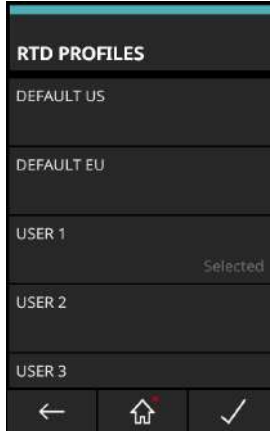 RTD PROFILES
DEFAULT US
DEFAULT EU
USER 1
Selected
USER 2
USER 3